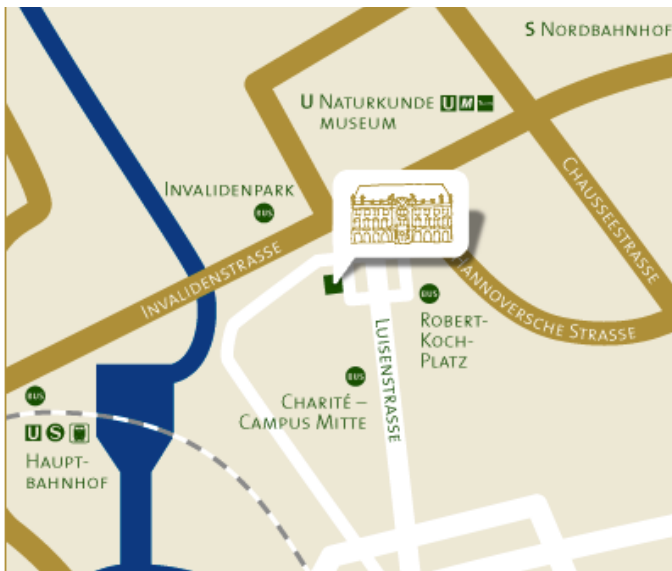 S NORDBAHNHOF
U NATURKUNDE U M Tram
MUSEUM
CHAUSSEESTRASSE
INVALIDENPARK
BUS
INVALIDENSTRASSE
HANNOVERSCHE STRASSE
BUS
ROBERT-
KOCH-
PLATZ
LUISENSTRASSE
BUS
CHARITÉ –
CAMPUS MITTE
BUS
U S
HAUPT-
BAHNHOF